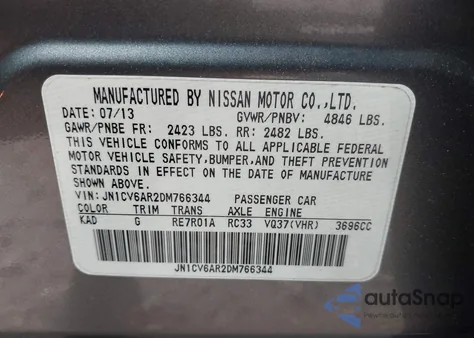 MANUFACTURED BY NISSAN MOTOR CO.,LTD.
DATE: 07/13 GVWR/PNBV: 4846 LBS.
GAWR/PNBE FR: 2423 LBS. RR: 2482 LBS.
THIS VEHICLE CONFORMS TO ALL APPLICABLE FEDERAL
MOTOR VEHICLE SAFETY,BUMPER,AND THEFT PREVENTION
STANDARDS IN EFFECT ON THE DATE OF MANUFACTURE
SHOWN ABOVE.
VIN: JN1CV6AR2DM766344 PASSENGER CAR
COLOR TRIM TRANS AXLE ENGINE
KAD G RE7R01A RC33 VQ37(VHR) 3696CC
JN1CV6AR2DM766344
autoSnap